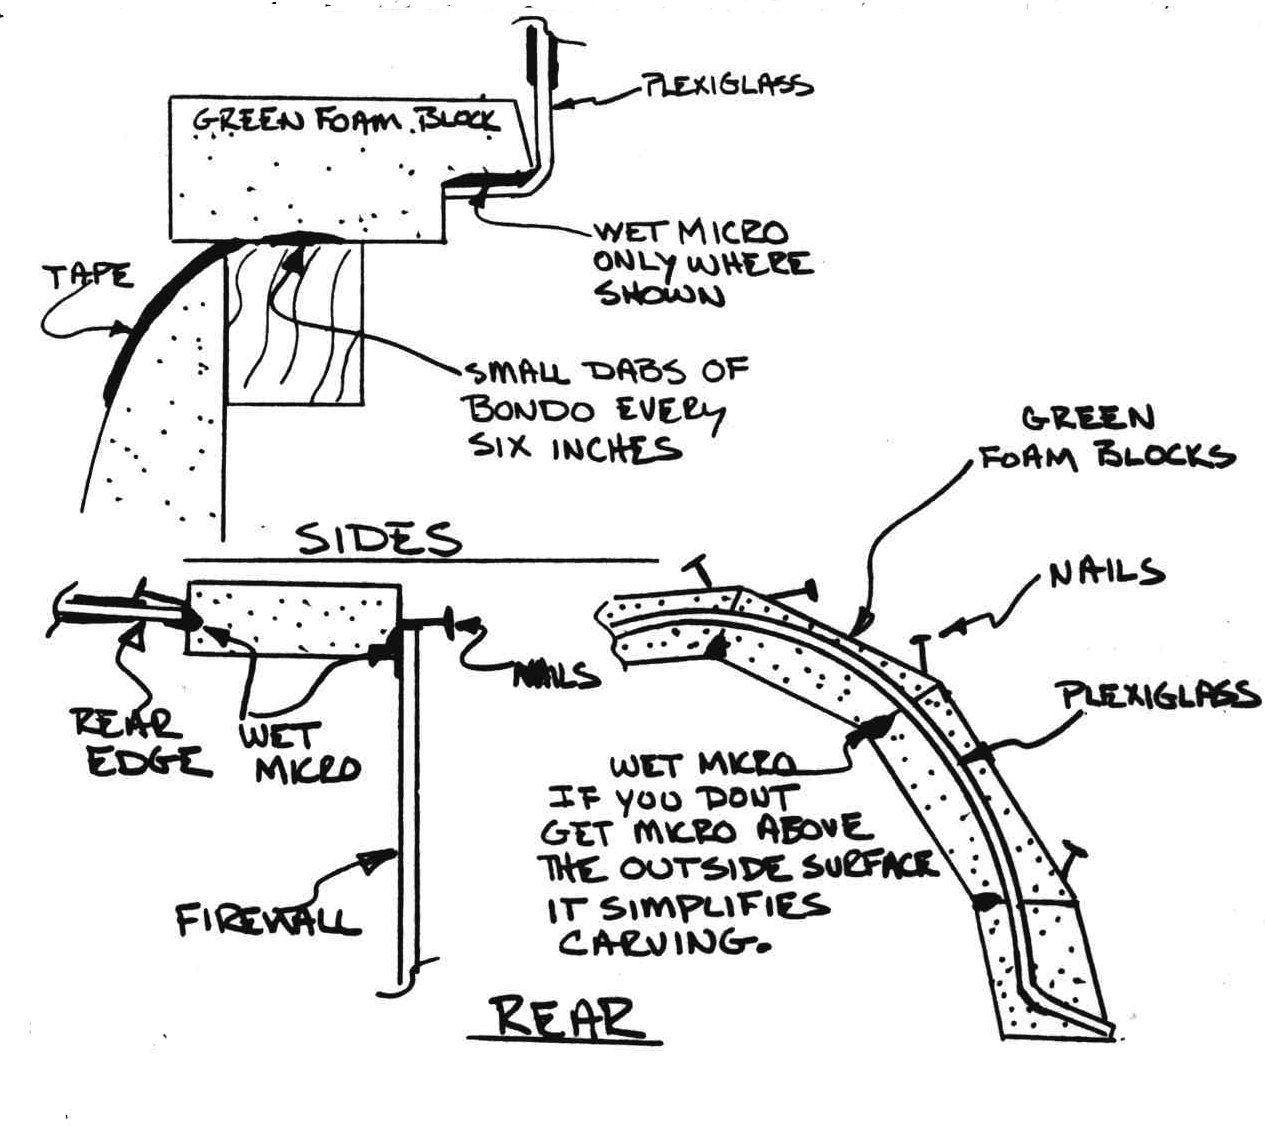 GREEN FOAM. BLOCK
PLEXIGLASS
WET MICRO
ONLY WHERE
SHOWN
TAPE
SMALL DABS OF
BONDO EVERY
SIX INCHES
SIDES
GREEN
FOAM BLOCKS
NAILS
NAILS
PLEXIGLASS
REAR
EDGE
WET
MICRO
FIREWALL
WET MICRO
IF YOU DONT
GET MICRO ABOVE
THE OUTSIDE SURFACE
IT SIMPLIFIES
CARVING.
REAR